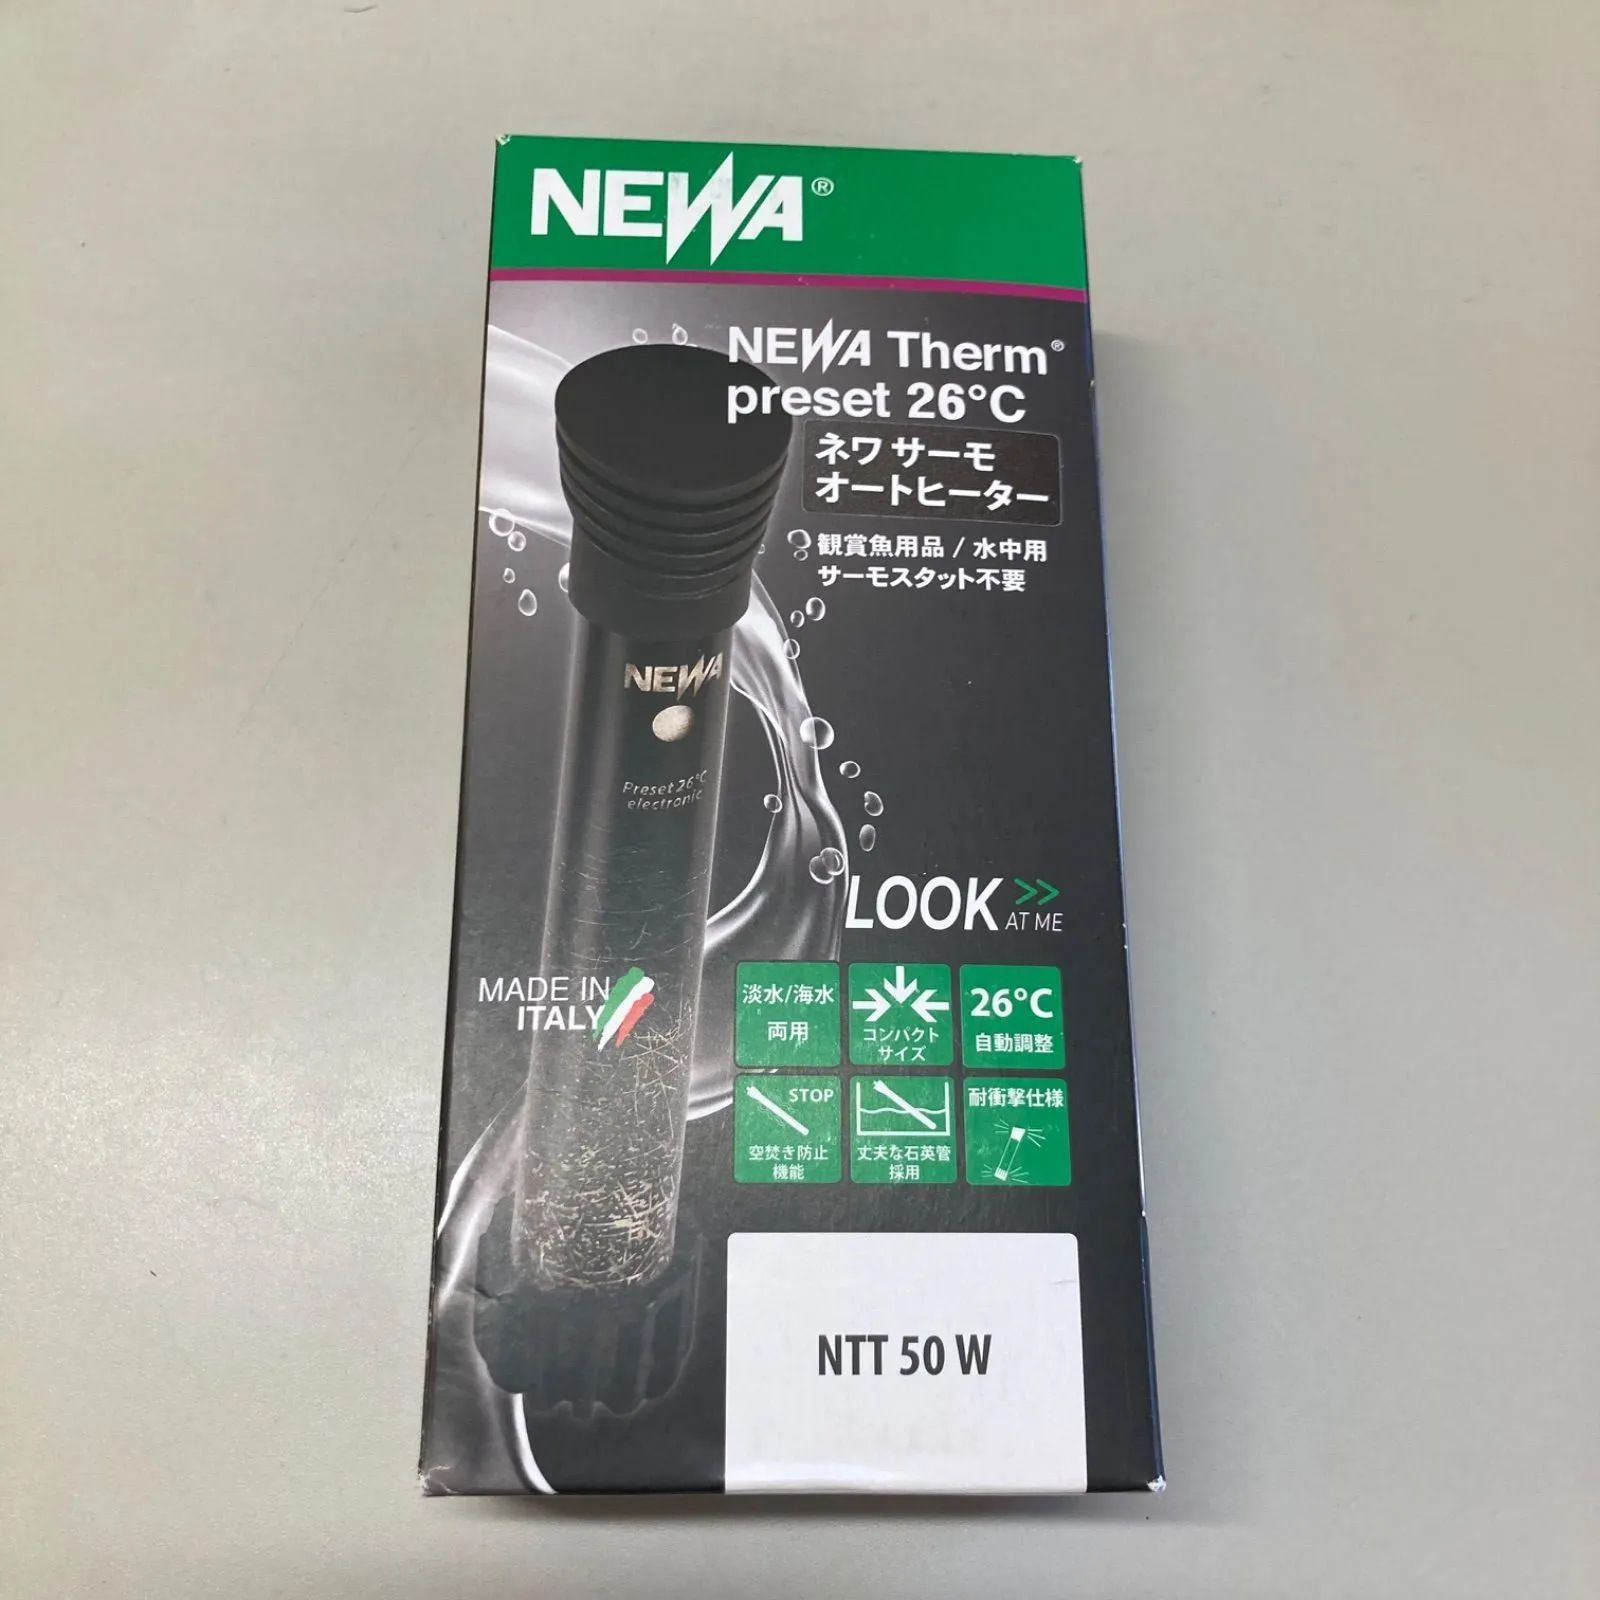 NEWA®
NEWA Therm®
preset 26°C
ネワ サーモ
オートヒーター
観賞魚用品 / 水中用
サーモスタット不要
NEWA
Preset 26°C
electronic
LOOK >>
AT ME
MADE IN
ITALY
淡水/海水
両用
コンパクト
サイズ
26°C
自動調整
STOP
空焚き防止
機能
丈夫な石英管
採用
耐衝撃仕様
NTT 50 W